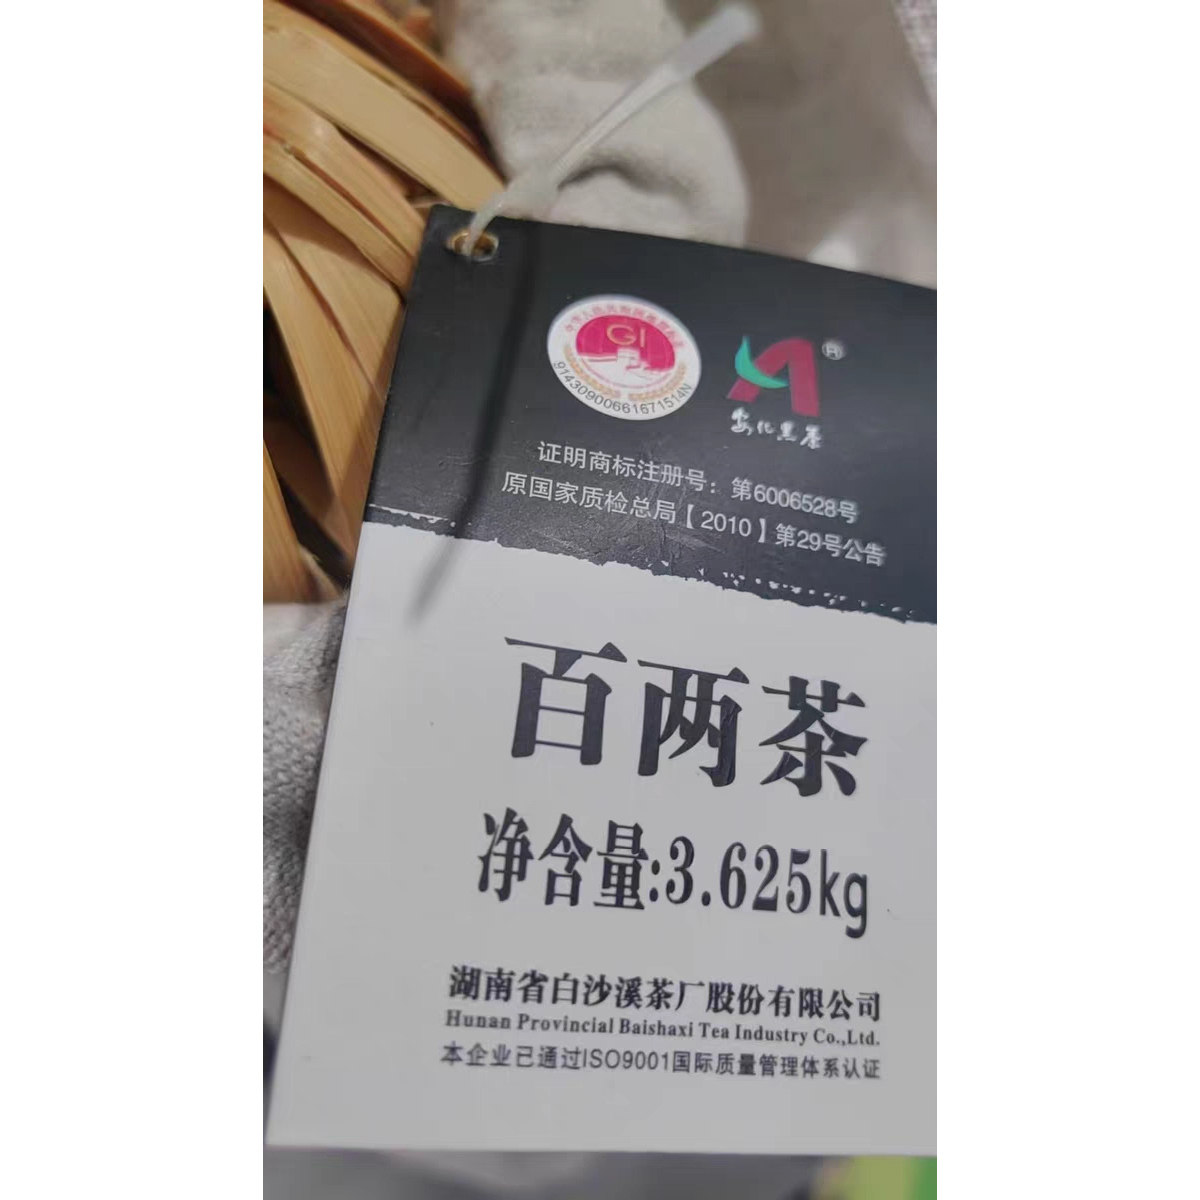 GI
91430900661671514N
R
安化黑茶
证明商标注册号：第6006528号
原国家质检总局【2010】第29号公告
百两茶
净含量:3.625kg
湖南省白沙溪茶厂股份有限公司
Hunan Provincial Baishaxi Tea Industry Co.,Ltd.
本企业已通过ISO9001国际质量管理体系认证